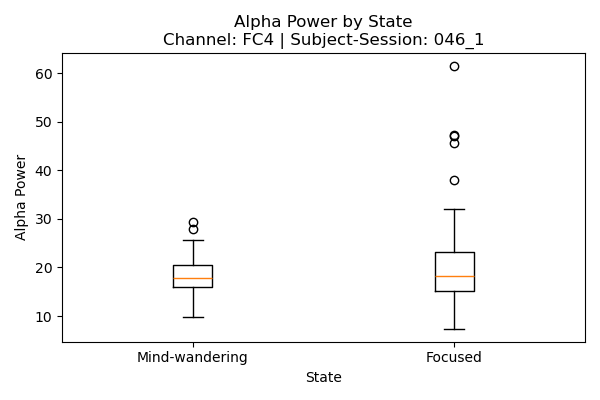 Alpha Power by State
Channel: FC4 | Subject-Session: 046_1
60
50
40
30
20
10
Alpha Power
Mind-wandering
Focused
State